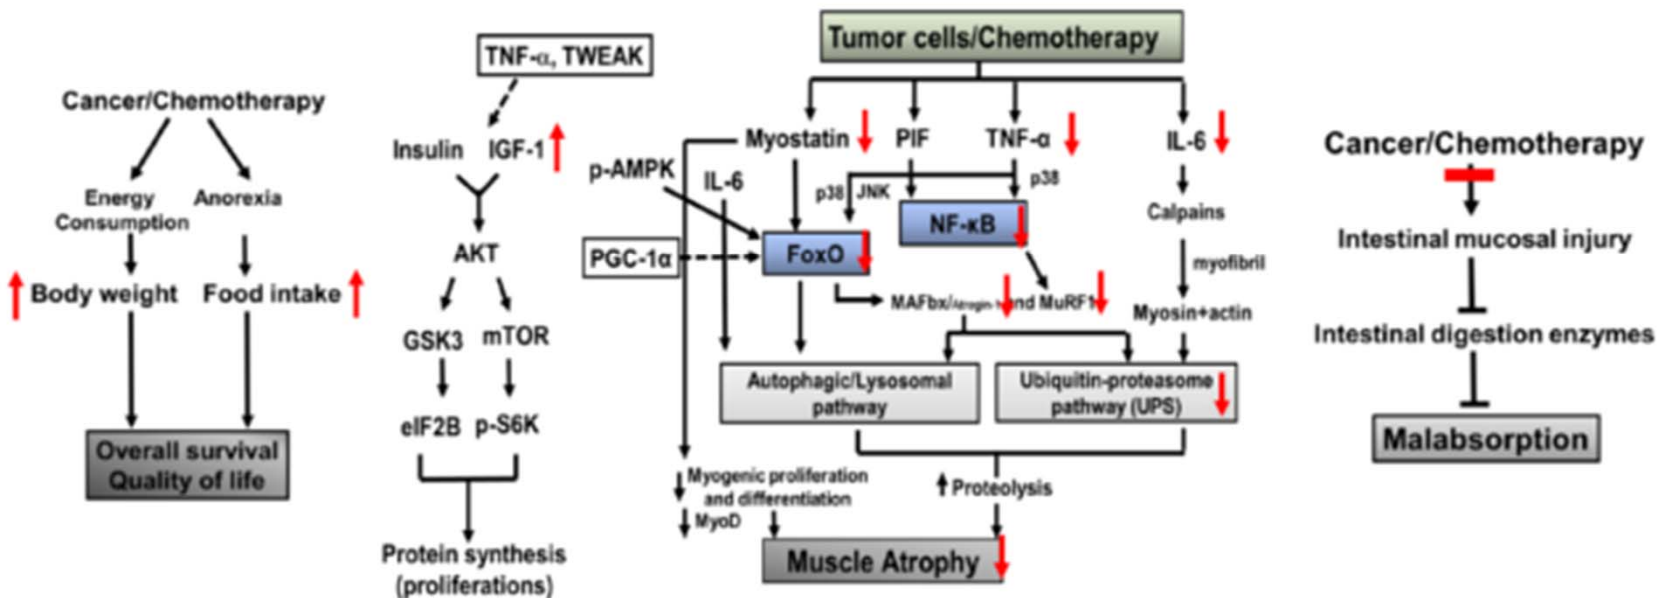 Cancer/Chemotherapy
Energy
Consumption
Anorexia
Body weight
Food intake
Overall survival
Quality of life
TNF-α, TWEAK
Insulin
IGF-1
AKT
GSK3
mTOR
eIF2B
p-S6K
Protein synthesis
(proliferations)
Tumor cells/Chemotherapy
Myostatin
PIF
TNF-α
IL-6
p-AMPK
IL-6
p38
JNK
p38
PGC-1α
FoxO
NF-κB
Calpains
myofibril
MAFbx/Atrogin-1 and MuRF1
Myosin+actin
Autophagic/Lysosomal
pathway
Ubiquitin-proteasome
pathway (UPS)
Myogenic proliferation
and differentiation
MyoD
Proteolysis
Muscle Atrophy
Cancer/Chemotherapy
Intestinal mucosal injury
Intestinal digestion enzymes
Malabsorption